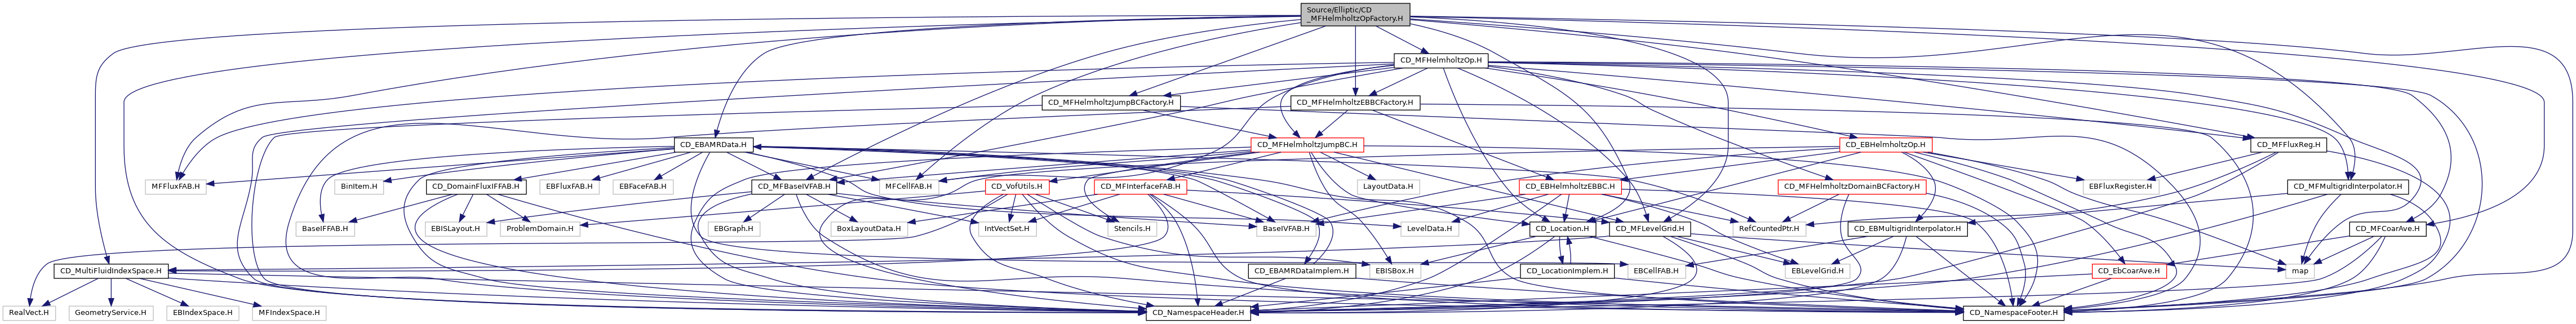 Source/Elliptic/CD
_MFHelmholtzOpFactory.H
CD_MFHelmholtzOp.H
CD_MFHelmholtzJumpBCFactory.H
CD_MFHelmholtzEBBCFactory.H
CD_EBAMRData.H
CD_MFHelmholtzJumpBC.H
CD_EBHelmholtzOp.H
CD_MFFluxReg.H
MFFluxFAB.H
BinItem.H
CD_DomainFluxIFFAB.H
EBFluxFAB.H
EBFaceFAB.H
CD_MFBaseIVFAB.H
MFCellFAB.H
CD_VofUtils.H
CD_MFInterfaceFAB.H
LayoutData.H
CD_EBHelmholtzEBBC.H
CD_MFHelmholtzDomainBCFactory.H
EBFluxRegister.H
CD_MFMultigridInterpolator.H
BaseIFFAB.H
EBISLayout.H
ProblemDomain.H
EBGraph.H
BoxLayoutData.H
IntVectSet.H
Stencils.H
BaseIVFAB.H
LevelData.H
CD_Location.H
CD_MFLevelGrid.H
RefCountedPtr.H
CD_EBMultigridInterpolator.H
CD_MFCoarAve.H
CD_MultiFluidIndexSpace.H
CD_EBAMRDataImplem.H
EBISBox.H
CD_LocationImplem.H
EBCellFAB.H
EBLevelGrid.H
CD_EbCoarAve.H
map
RealVect.H
GeometryService.H
EBIndexSpace.H
MFIndexSpace.H
CD_NamespaceHeader.H
CD_NamespaceFooter.H